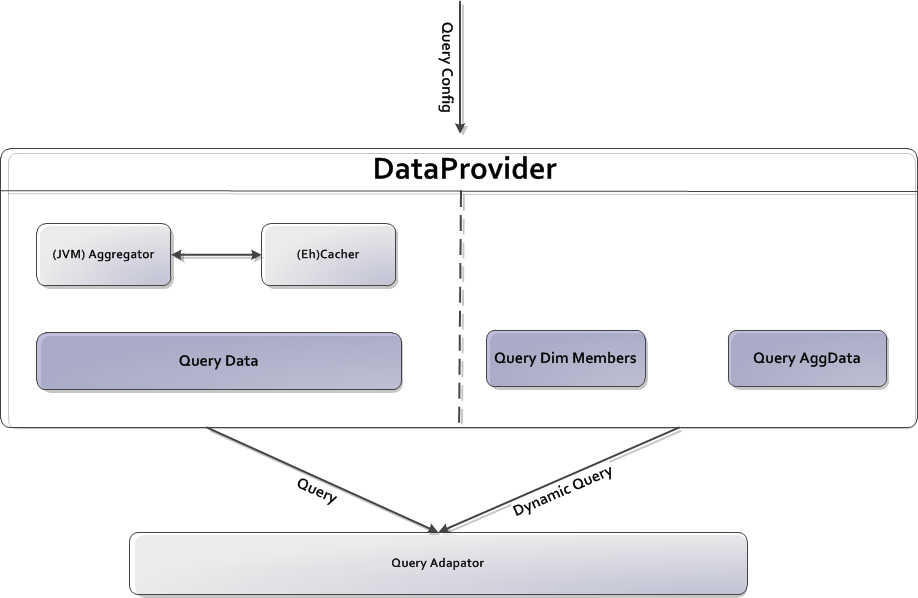 Query Config
DataProvider
(JVM) Aggregator
(Eh)Cacher
Query Data
Query Dim Members
Query AggData
Query
Dynamic Query
Query Adapator